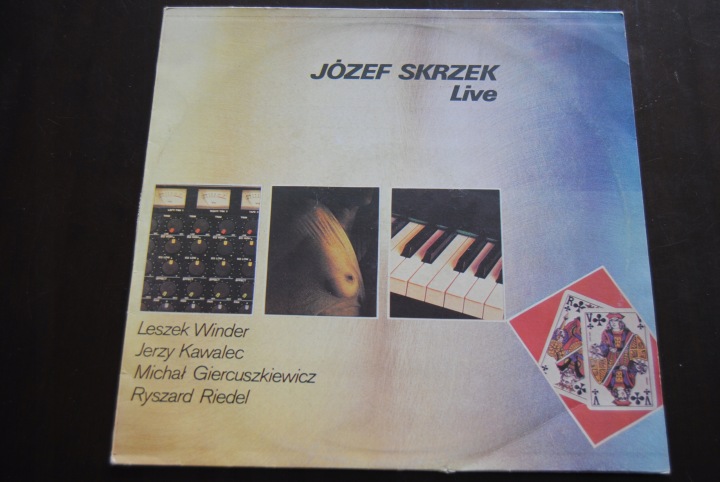 JÓZEF SKRZEK
Live
Leszek Winder
Jerzy Kawalec
Michał Giercuszkiewicz
Ryszard Riedel
R
V
V
V